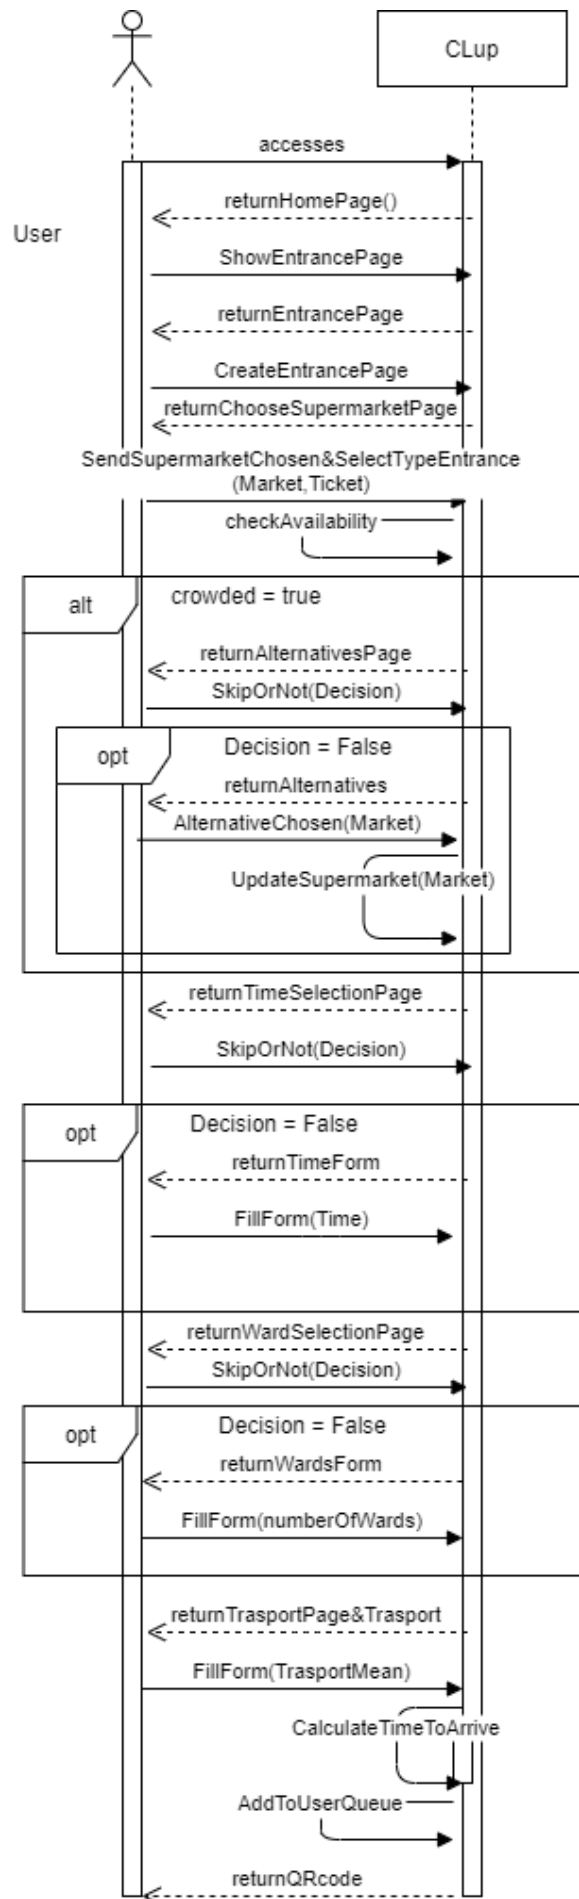 CLup
accesses
returnHomePage()
User
ShowEntrancePage
returnEntrancePage
CreateEntrancePage
returnChooseSupermarketPage
SendSupermarketChosen&SelectTypeEntrance
(Market,Ticket)
checkAvailability
alt
crowded = true
returnAlternativesPage
SkipOrNot(Decision)
opt
Decision = False
returnAlternatives
AlternativeChosen(Market)
UpdateSupermarket(Market)
returnTimeSelectionPage
SkipOrNot(Decision)
opt
Decision = False
returnTimeForm
FillForm(Time)
returnWardSelectionPage
SkipOrNot(Decision)
opt
Decision = False
returnWardsForm
FillForm(numberOfWards)
returnTrasportPage&Trasport
FillForm(TrasportMean)
CalculateTimeToArrive
AddToUserQueue
returnQRcode